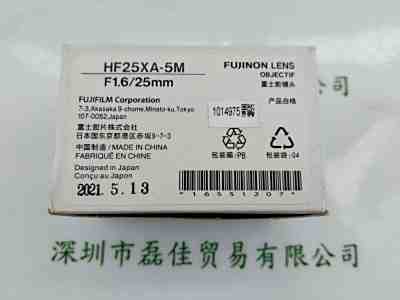 HF25XA-5M
F1.6/25mm
FUJINON LENS
OBJECTIF
富士能镜头
产品合格
FUJIFILM Corporation
7-3, Akasaka 9-chome, Minato-ku, Tokyo
107-0052, Japan
1014975
富士胶片株式会社
日本国东京都港区赤坂9-7-3
中国制造 / MADE IN CHINA
FABRIQUÉ EN CHINE
包装箱:PB
包装袋:04
Designed in Japan
Conçu au Japon
2021.5.13
*16551207*
深圳市磊佳贸易有限公司